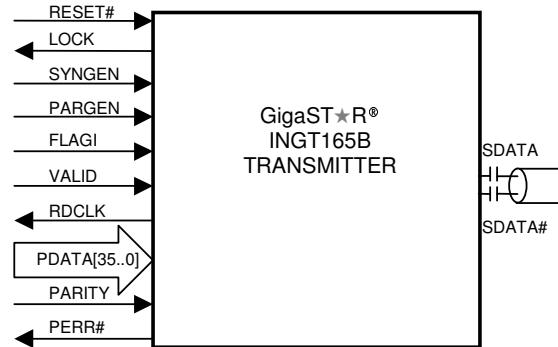 RESET#
LOCK
SYNGEN
PARGEN
FLAGI
VALID
RDCLK
PDATA[35..0]
PARITY
PERR#
GigaST★R®
INGT165B
TRANSMITTER
SDATA
SDATA#